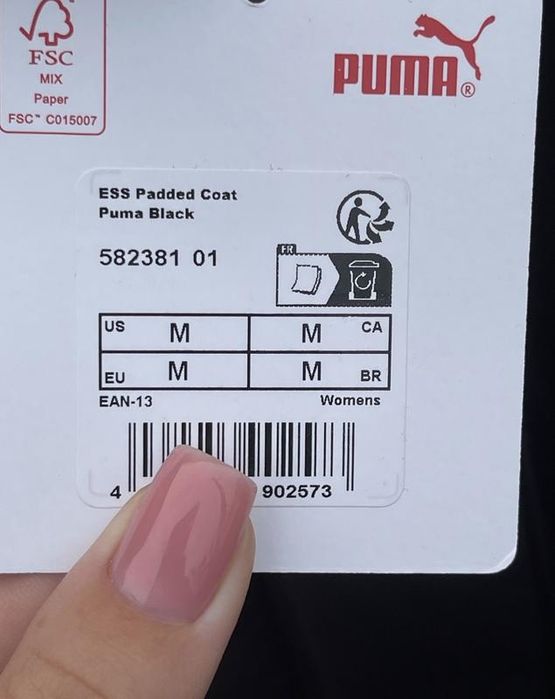 FSC
MIX
Paper
FSC™ C015007
PUMA®
ESS Padded Coat
Puma Black
582381 01
FR
US M M CA
EU M M BR
EAN-13 Womens
4 902573